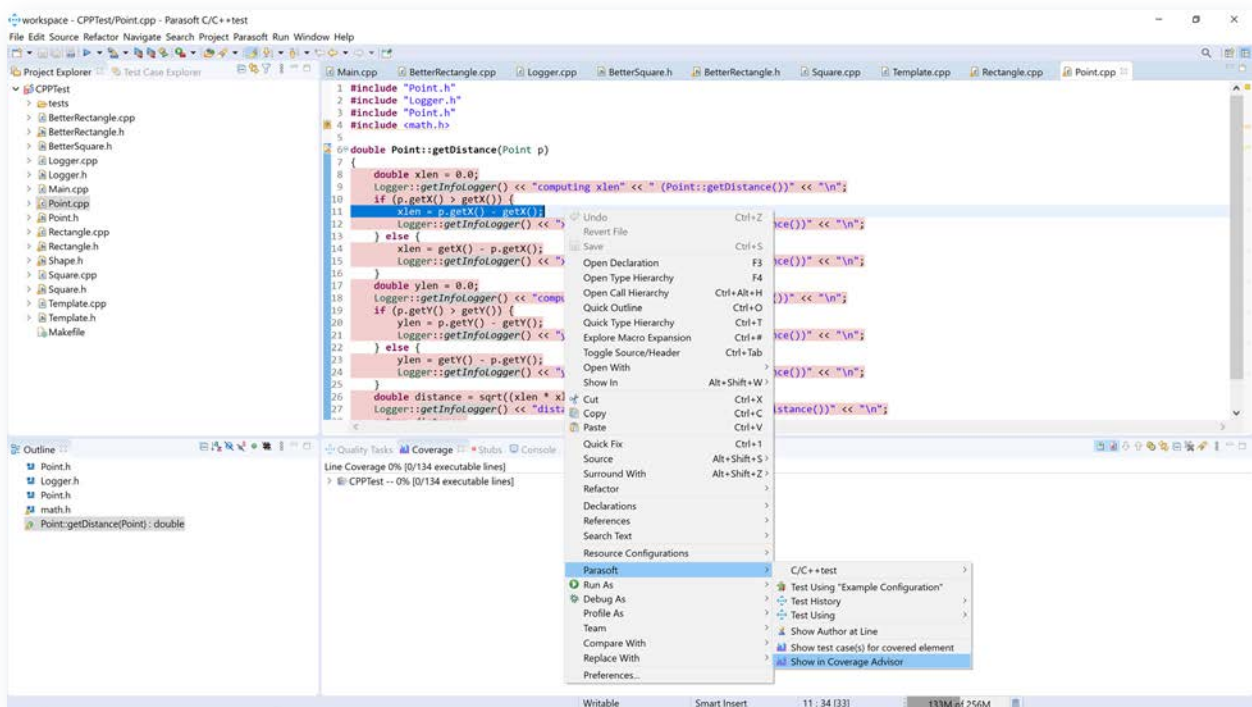 workspace - CPPTest/Point.cpp - Parasoft C/C++test
File Edit Source Refactor Navigate Search Project Parasoft Run Window Help
Project Explorer Test Case Explorer
CPPTest
tests
BetterRectangle.cpp
BetterRectangle.h
BetterSquare.h
Logger.cpp
Logger.h
Main.cpp
Point.cpp
Point.h
Rectangle.cpp
Rectangle.h
Shape.h
Square.cpp
Square.h
Template.cpp
Template.h
Makefile
Main.cpp BetterRectangle.cpp Logger.cpp BetterSquare.h BetterRectangle.h Square.cpp Template.cpp Rectangle.cpp Point.cpp
1 #include "Point.h"
2 #include "Logger.h"
3 #include "Point.h"
4 #include <math.h>
5
6 double Point::getDistance(Point p)
7 {
8 double xlen = 0.0;
9 Logger::getInfoLogger() << "computing xlen" << " (Point::getDistance())" << "\n";
10 if (p.getX() > getX()) {
11 xlen = p.getX() - getX();
12 Logger::getInfoLogger() << " nce())" << "\n";
13 } else {
14 xlen = getX() - p.getX();
15 Logger::getInfoLogger() << " nce())" << "\n";
16 }
17 double ylen = 0.0;
18 Logger::getInfoLogger() << "compu ))" << "\n";
19 if (p.getY() > getY()) {
20 ylen = p.getY() - getY();
21 Logger::getInfoLogger() << "y nce())" << "\n";
22 } else {
23 ylen = getY() - p.getY();
24 Logger::getInfoLogger() << "y nce())" << "\n";
25 }
26 double distance = sqrt((xlen * xl
27 Logger::getInfoLogger() << "dista istance())" << "\n";
Undo Ctrl+Z
Revert File
Save Ctrl+S
Open Declaration F3
Open Type Hierarchy F4
Open Call Hierarchy Ctrl+Alt+H
Quick Outline Ctrl+O
Quick Type Hierarchy Ctrl+T
Explore Macro Expansion Ctrl+#
Toggle Source/Header Ctrl+Tab
Open With
Show In Alt+Shift+W
Cut Ctrl+X
Copy Ctrl+C
Paste Ctrl+V
Quick Fix Ctrl+1
Source Alt+Shift+S
Surround With Alt+Shift+Z
Refactor
Declarations
References
Search Text
Resource Configurations
Parasoft
Run As
Debug As
Profile As
Team
Compare With
Replace With
Preferences...
C/C++test
Test Using "Example Configuration"
Test History
Test Using
Show Author at Line
Show test case(s) for covered element
Show in Coverage Advisor
Outline
Point.h
Logger.h
Point.h
math.h
Point::getDistance(Point) : double
Quality Tasks Coverage Stubs Console
Line Coverage 0% [0/134 executable lines]
CPPTest -- 0% [0/134 executable lines]
Writable Smart Insert 11 : 34 [33] 133M of 256M